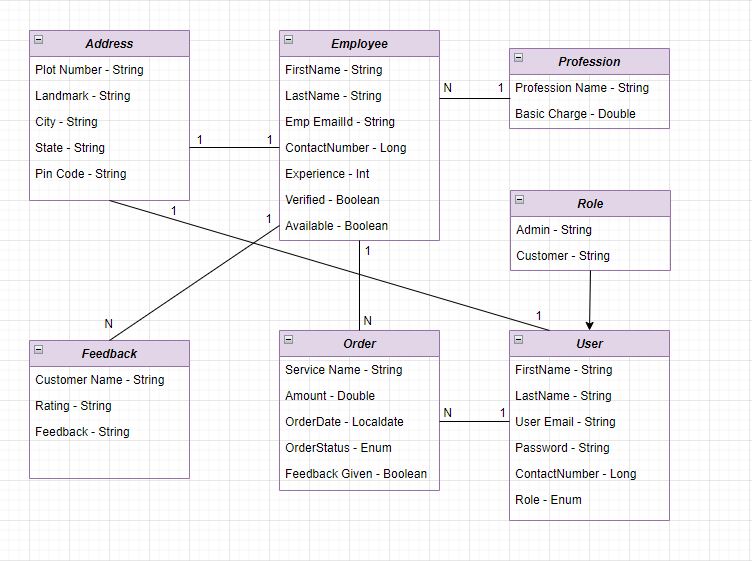 Address
Plot Number - String
Landmark - String
City - String
State - String
Pin Code - String
Employee
FirstName - String
LastName - String
Emp EmailId - String
ContactNumber - Long
Experience - Int
Verified - Boolean
Available - Boolean
Profession
Profession Name - String
Basic Charge - Double
N 1
1 1
Role
Admin - String
Customer - String
1
1
1
N
N
1
Feedback
Customer Name - String
Rating - String
Feedback - String
Order
Service Name - String
Amount - Double
OrderDate - Localdate
OrderStatus - Enum
Feedback Given - Boolean
N 1
User
FirstName - String
LastName - String
User Email - String
Password - String
ContactNumber - Long
Role - Enum